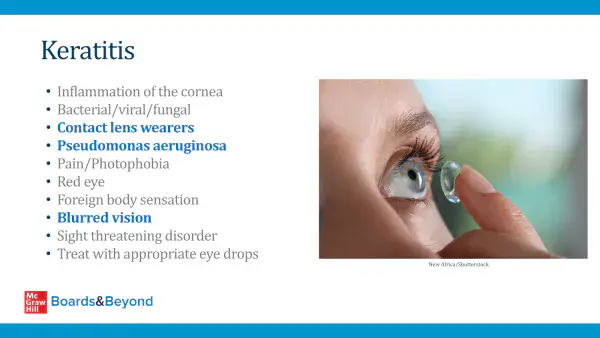 Keratitis
• Inflammation of the cornea
• Bacterial/viral/fungal
• Contact lens wearers
• Pseudomonas aeruginosa
• Pain/Photophobia
• Red eye
• Foreign body sensation
• Blurred vision
• Sight threatening disorder
• Treat with appropriate eye drops
New Africa/Shutterstock
Mc
Graw
Hill
Boards&Beyond